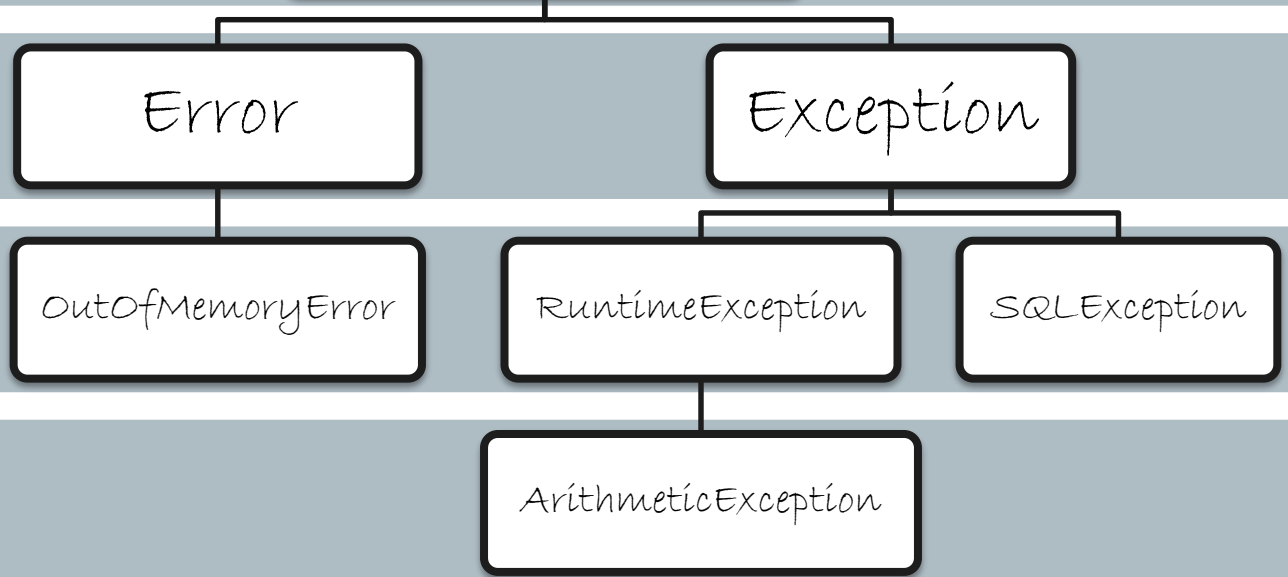 Error
Exception
OutOfMemoryError
RuntimeException
SQLException
ArithmeticException